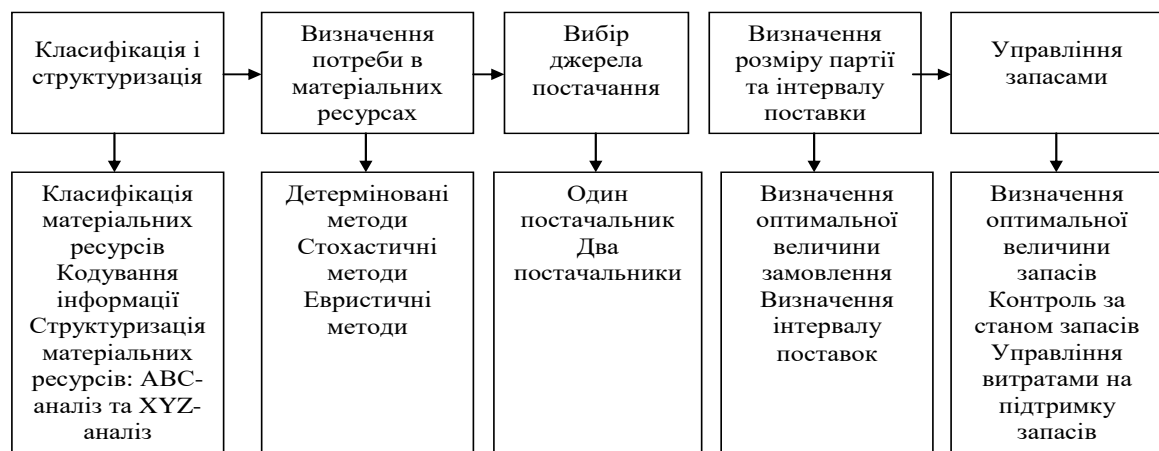 Класифікація і
структуризація
Визначення
потреби в
матеріальних
ресурсах
Вибір
джерела
постачання
Визначення
розміру партії
та інтервалу
поставки
Управління
запасами
Класифікація
матеріальних
ресурсів
Кодування
інформації
Структуризація
матеріальних
ресурсів: ABC-
аналіз та XYZ-
аналіз
Детерміновані
методи
Стохастичні
методи
Евристичні
методи
Один
постачальник
Два
постачальники
Визначення
оптимальної
величини
замовлення
Визначення
інтервалу
поставок
Визначення
оптимальної
величини
запасів
Контроль за
станом запасів
Управління
витратами на
підтримку
запасів